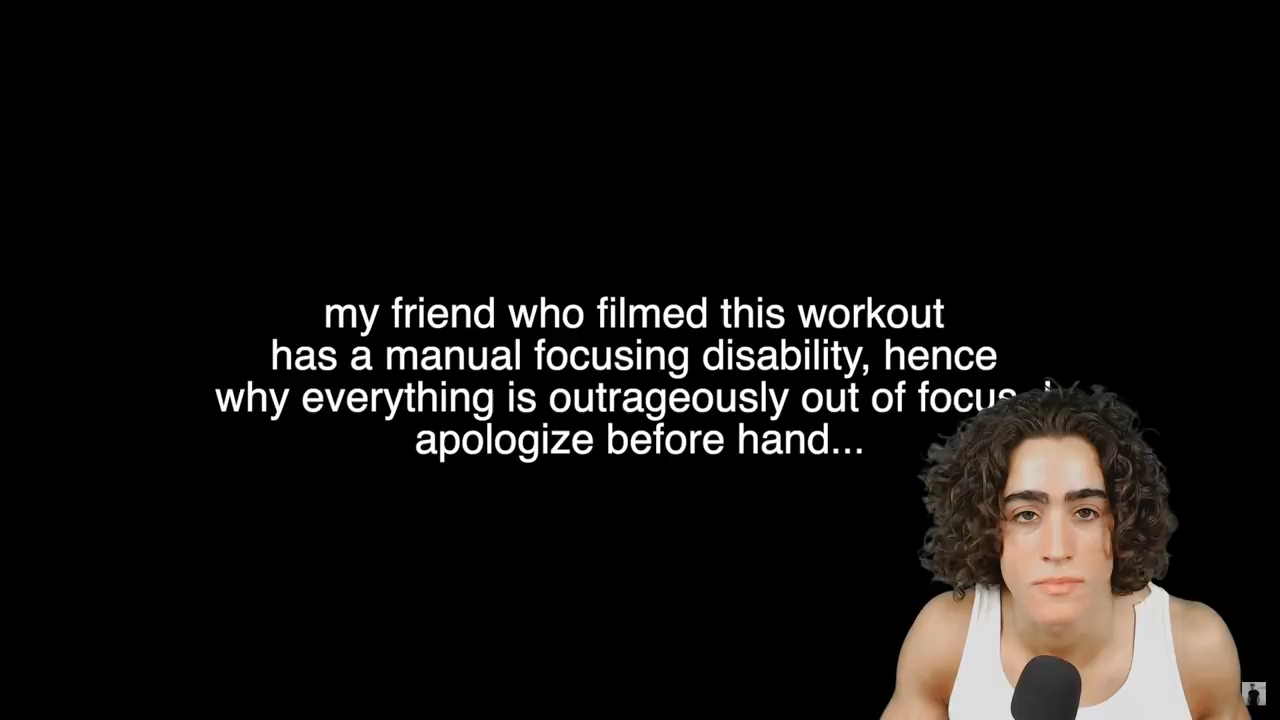 my friend who filmed this workout
has a manual focusing disability, hence
why everything is outrageously out of focus
apologize before hand...